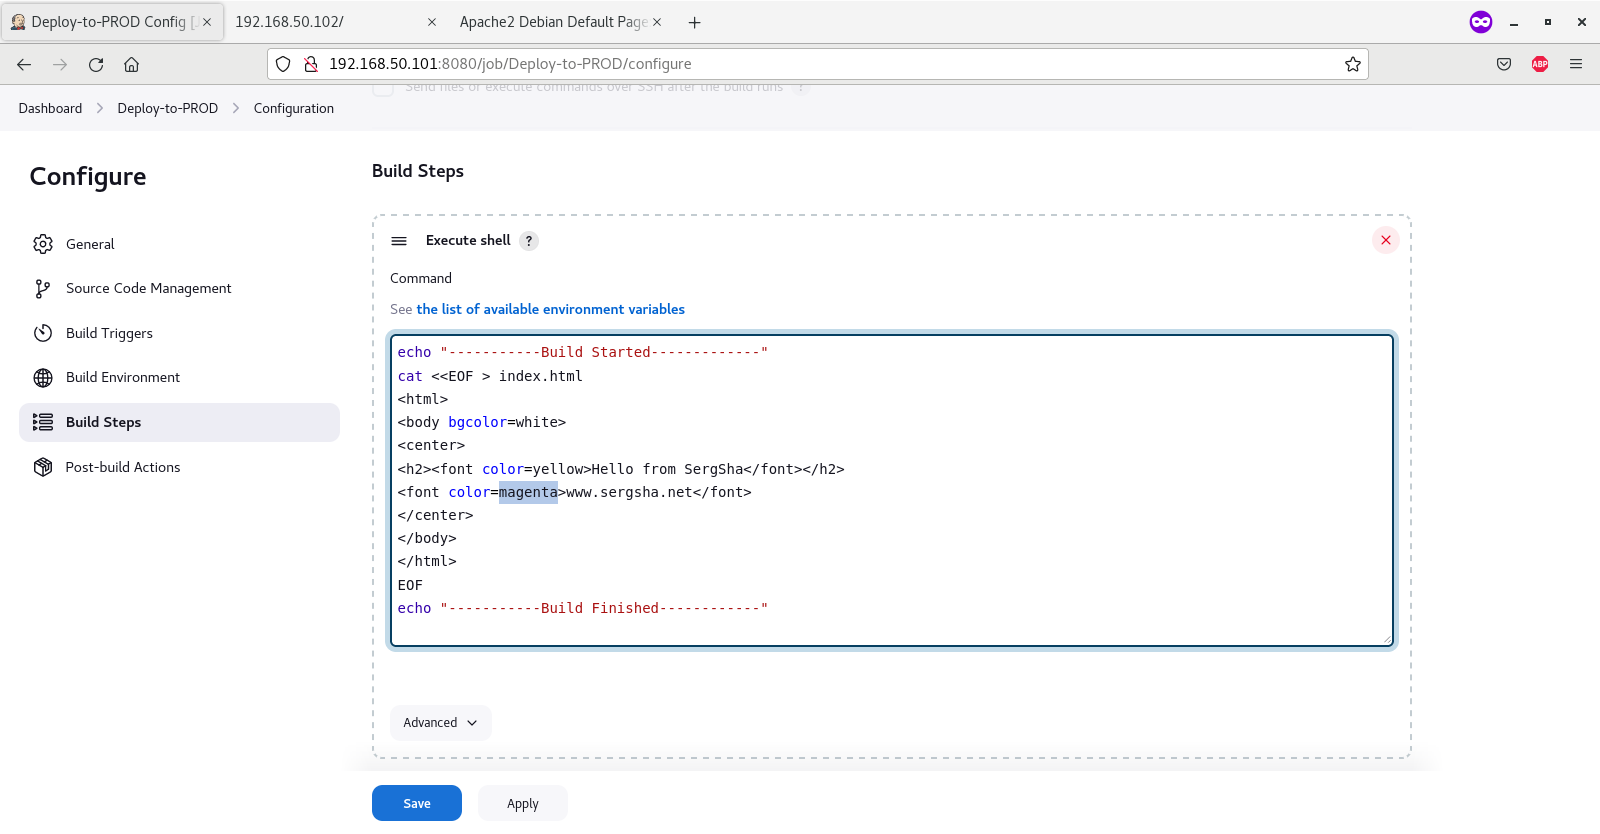 Deploy-to-PROD Config [J
192.168.50.102/
Apache2 Debian Default Page
192.168.50.101:8080/job/Deploy-to-PROD/configure
ABP
Send files or execute commands over SSH after the build runs ?
Dashboard > Deploy-to-PROD > Configuration
Configure
General
Source Code Management
Build Triggers
Build Environment
Build Steps
Post-build Actions
Build Steps
Execute shell ?
Command
See the list of available environment variables
echo "-----------Build Started-------------"
cat <<EOF > index.html
<html>
<body bgcolor=white>
<center>
<h2><font color=yellow>Hello from SergSha</font></h2>
<font color=magenta>www.sergsha.net</font>
</center>
</body>
</html>
EOF
echo "-----------Build Finished------------"
Advanced
Save
Apply